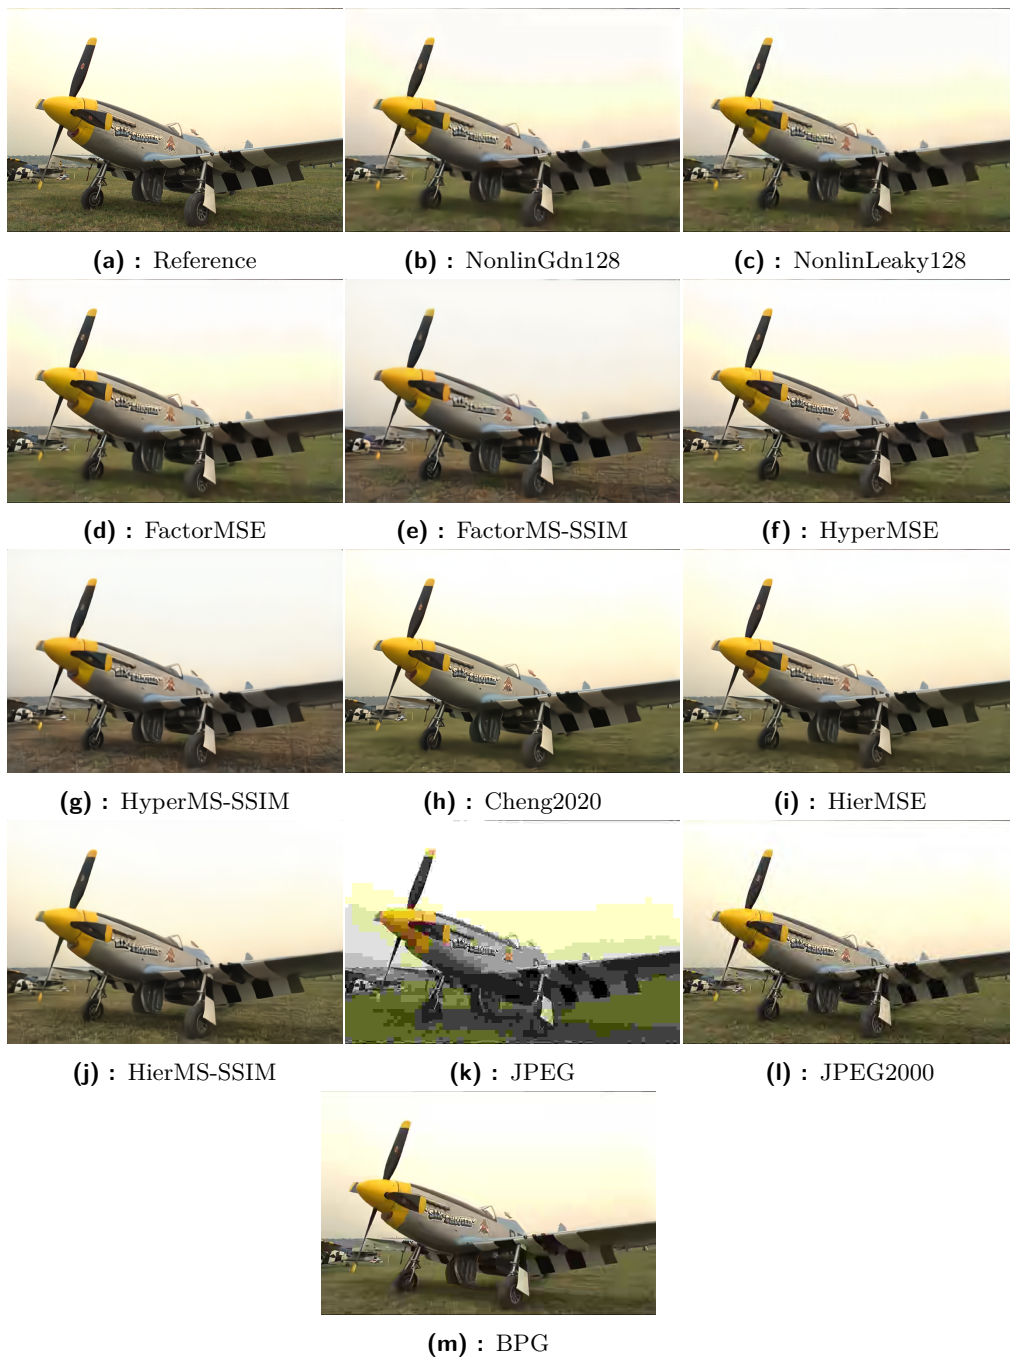 (a) : Reference
(b) : NonlinGdn128
(c) : NonlinLeaky128
(d) : FactorMSE
(e) : FactorMS-SSIM
(f) : HyperMSE
(g) : HyperMS-SSIM
(h) : Cheng2020
(i) : HierMSE
(j) : HierMS-SSIM
(k) : JPEG
(l) : JPEG2000
(m) : BPG